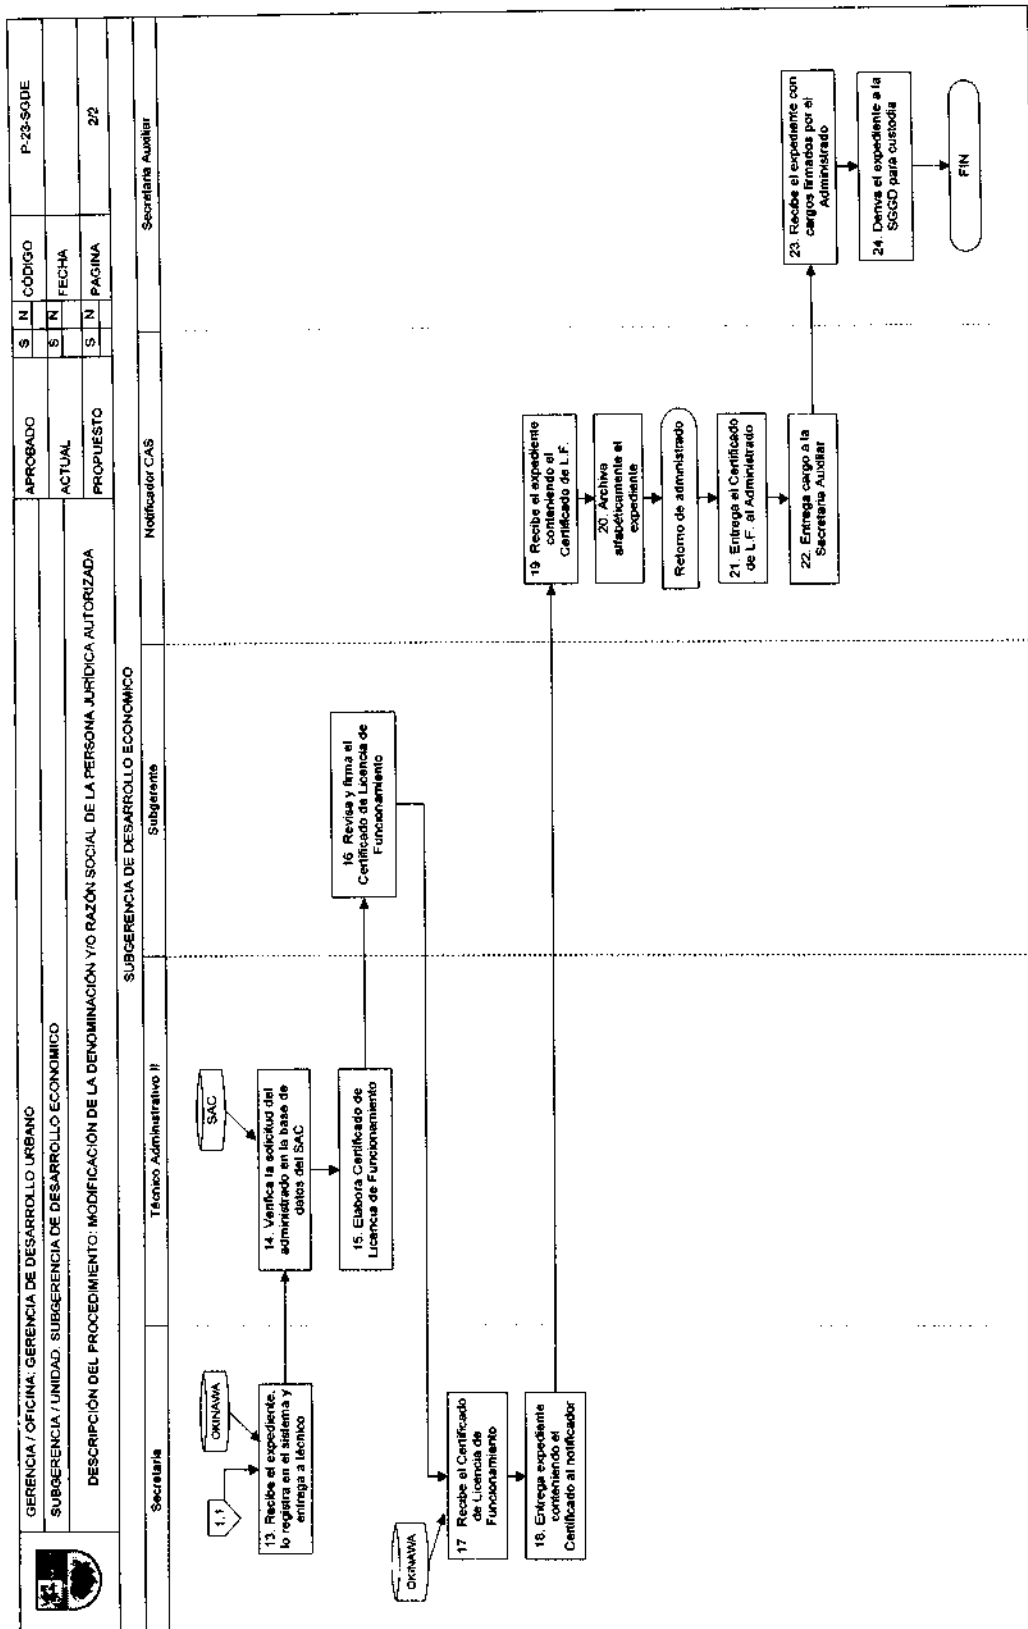 GERENCIA / OFICINA: GERENCIA DE DESARROLLO URBANO
APROBADO
S N
CÓDIGO
P-23-SGDE
SUBGERENCIA / UNIDAD. SUBGERENCIA DE DESARROLLO ECONOMICO
ACTUAL
S N
FECHA
DESCRIPCIÓN DEL PROCEDIMIENTO: MODIFICACIÓN DE LA DENOMINACIÓN Y/O RAZÓN SOCIAL DE LA PERSONA JURÍDICA AUTORIZADA
PROPUESTO
S N
PAGINA
2/2
SUBGERENCIA DE DESARROLLO ECONOMICO
Secretaria
Técnico Administrativo II
Subgerente
Notificador CAS
Secretaria Auxiliar
1.1
OKINAWA
13. Recibe el expediente,
lo registra en el sistema y
entrega a técnico
SAC
14. Verifica la solicitud del
administrado en la base de
datos del SAC
15. Elabora Certificado de
Licencia de Funcionamiento
16 Revisa y firma el
Certificado de Licencia de
Funcionamiento
OKINAWA
17 Recibe el Certificado
de Licencia de
Funcionamiento
18. Entrega expediente
conteniendo el
Certificado al notificador
19 Recibe el expediente
conteniendo el
Certificado de L.F.
20. Archiva
alfabéticamente el
expediente
Retorno de administrado
21. Entrega el Certificado
de L.F. al Administrado
22. Entrega cargo a la
Secretaria Auxiliar
23. Recibe el expediente con
cargos firmados por el
Administrado
24. Deriva el expediente a la
SGGD para custodia
FIN